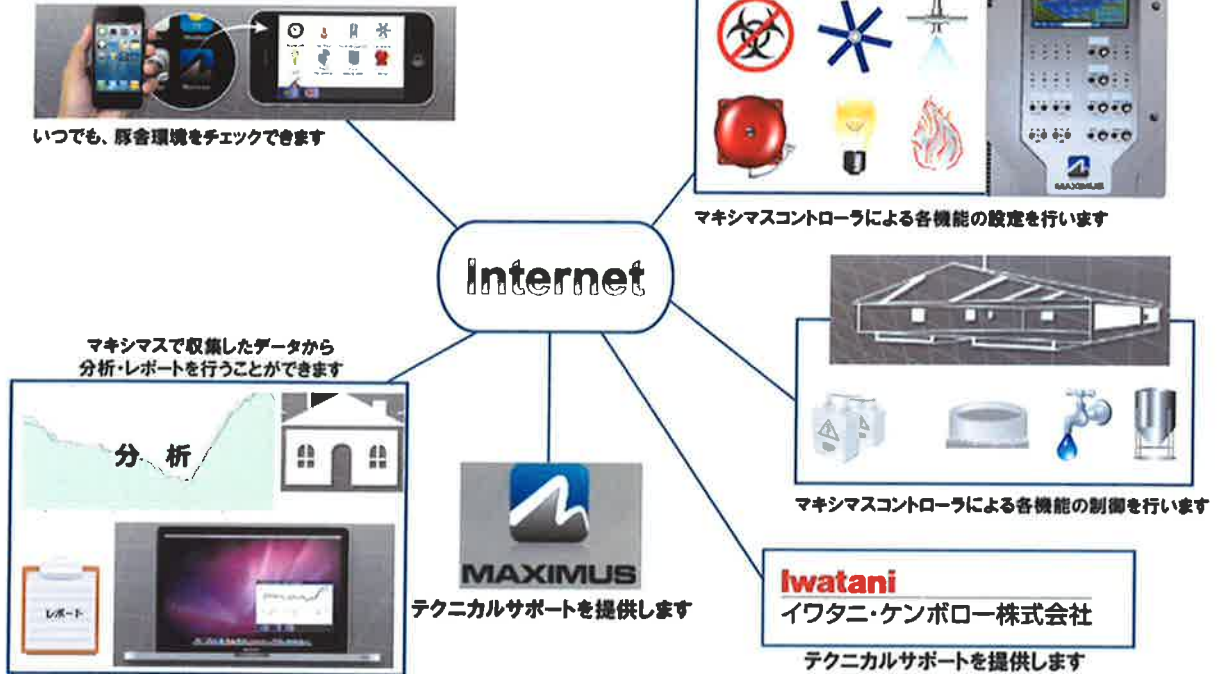 いつでも、豚舎環境をチェックできます
MAXIMUS
マキシマスコントローラによる各機能の設定を行います
Internet
マキシマスで収集したデータから
分析・レポートを行うことができます
分 析
レポート
MAXIMUS
テクニカルサポートを提供します
マキシマスコントローラによる各機能の制御を行います
Iwatani
イワタニ・ケンボロー株式会社
テクニカルサポートを提供します